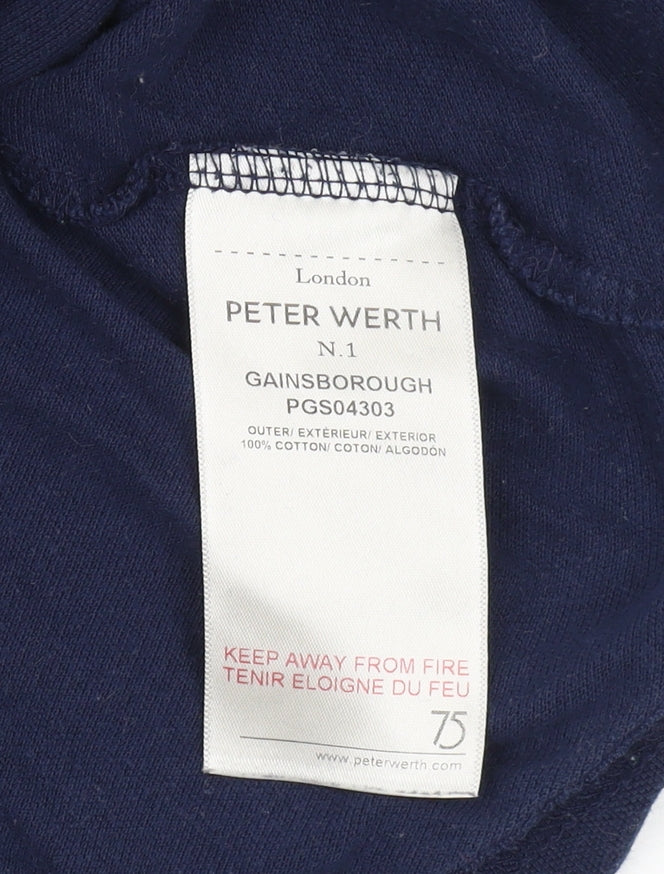 London
PETER WERTH
N.1
GAINSBOROUGH
PGS04303
OUTER/ EXTÉRIEUR/ EXTERIOR
100% COTTON/ COTON/ ALGODÓN
KEEP AWAY FROM FIRE
TENIR ELOIGNE DU FEU
75
www.peterwerth.com